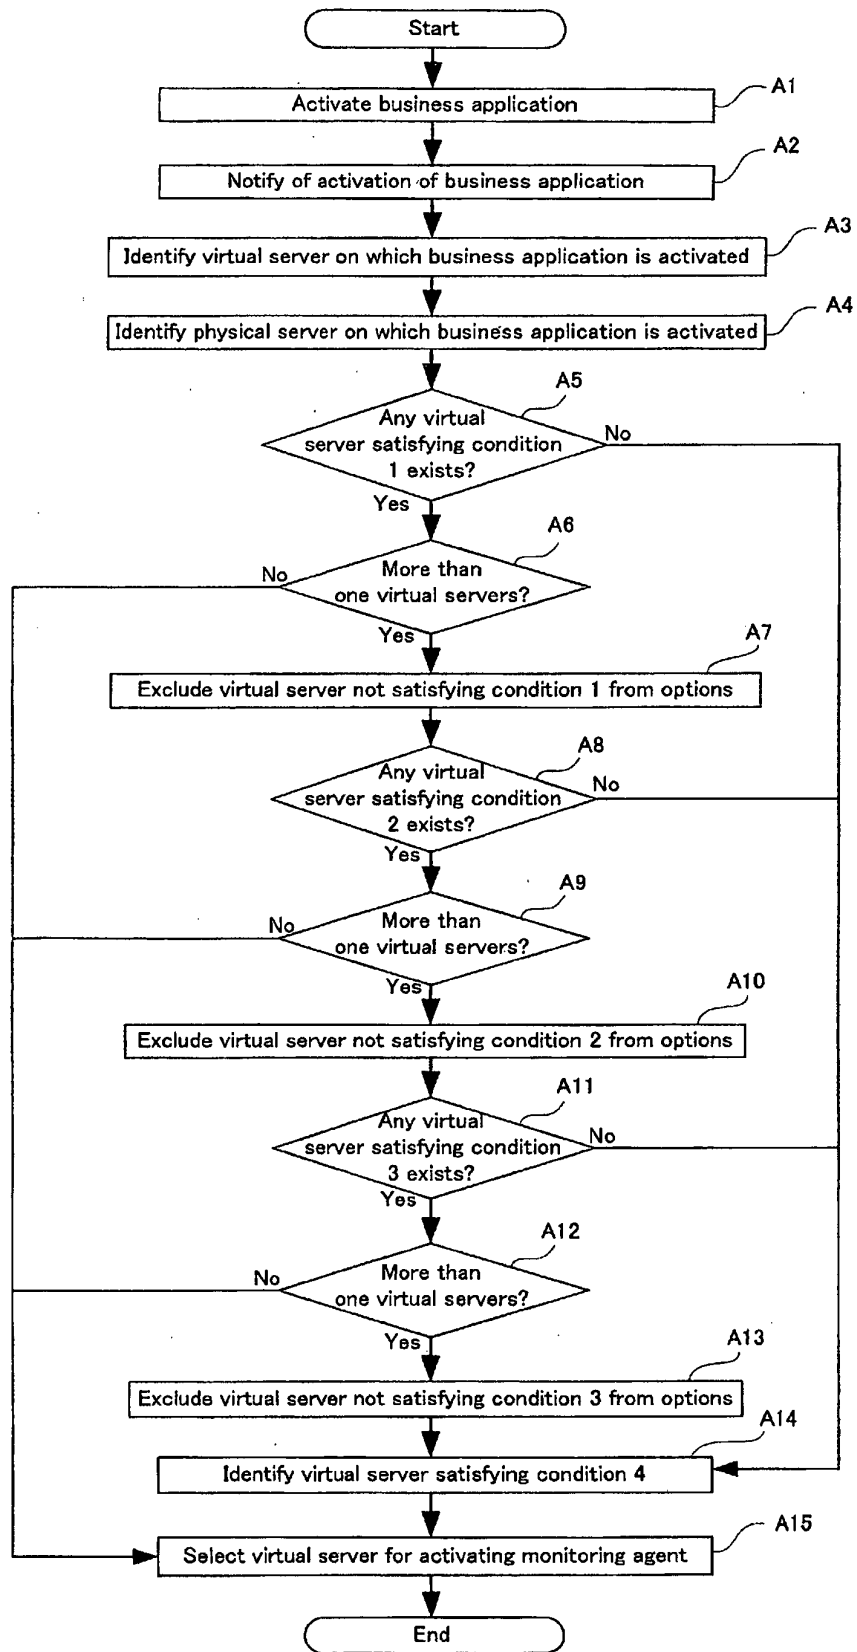 Start
A1
Activate business application
A2
Notify of activation of business application
A3
Identify virtual server on which business application is activated
A4
Identify physical server on which business application is activated
A5
Any virtual
server satisfying condition
1 exists?
No
Yes
A6
More than
one virtual servers?
No
Yes
A7
Exclude virtual server not satisfying condition 1 from options
A8
Any virtual
server satisfying condition
2 exists?
No
Yes
A9
More than
one virtual servers?
No
Yes
A10
Exclude virtual server not satisfying condition 2 from options
A11
Any virtual
server satisfying condition
3 exists?
No
Yes
A12
More than
one virtual servers?
No
Yes
A13
Exclude virtual server not satisfying condition 3 from options
A14
Identify virtual server satisfying condition 4
A15
Select virtual server for activating monitoring agent
End